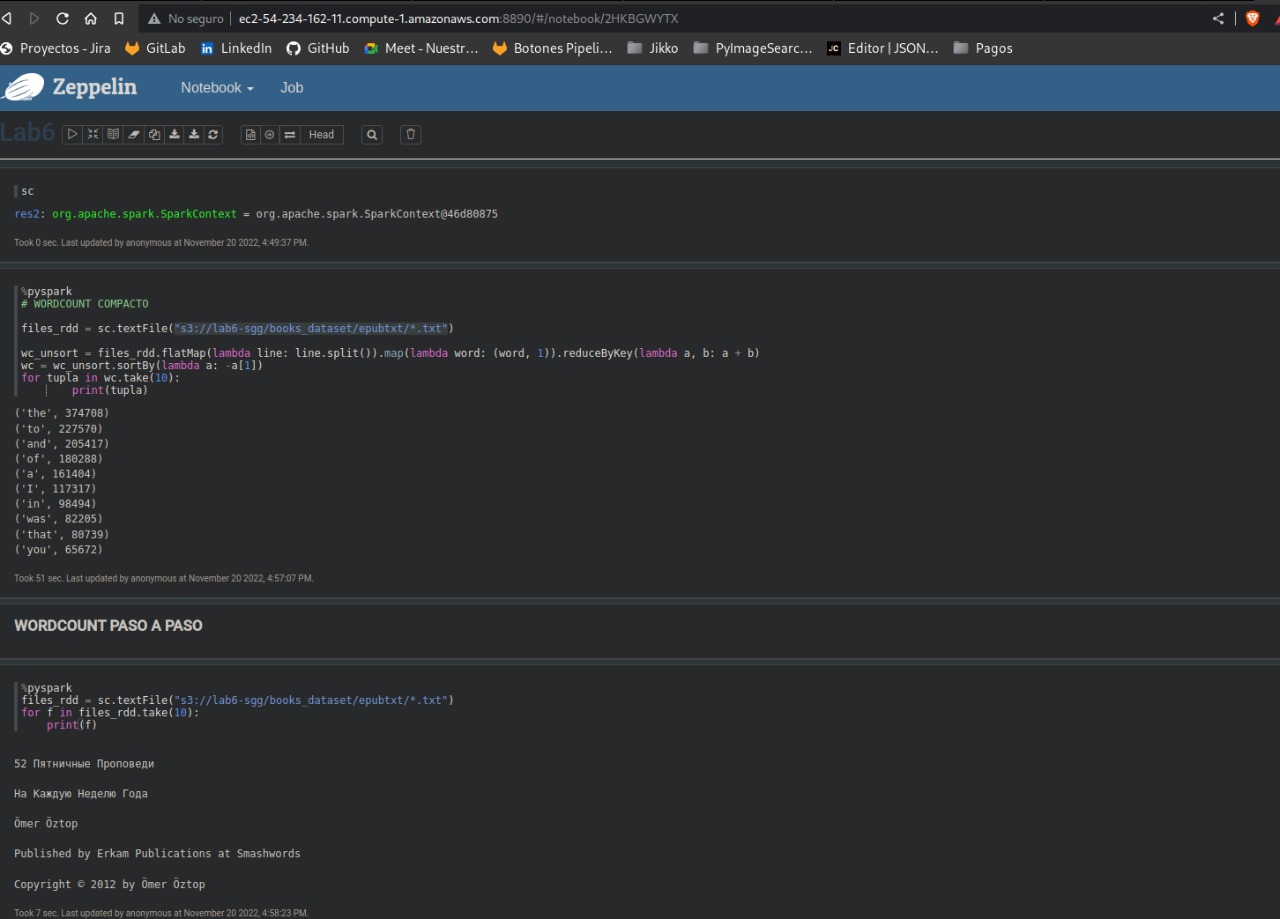 No seguro ec2-54-234-162-11.compute-1.amazonaws.com:8890/#/notebook/2HKBGWYTX
Proyectos - Jira GitLab LinkedIn GitHub Meet - Nuestr... Botones Pipeli... Jikko PyImageSearc... JC Editor | JSON... Pagos
Zeppelin Notebook Job
Lab6 Head
sc
res2: org.apache.spark.SparkContext = org.apache.spark.SparkContext@46d80875
Took 0 sec. Last updated by anonymous at November 20 2022, 4:49:37 PM.
%pyspark
# WORDCOUNT COMPACTO
files_rdd = sc.textFile("s3://lab6-sgg/books_dataset/epubtxt/*.txt")
wc_unsort = files_rdd.flatMap(lambda line: line.split()).map(lambda word: (word, 1)).reduceByKey(lambda a, b: a + b)
wc = wc_unsort.sortBy(lambda a: -a[1])
for tupla in wc.take(10):
print(tupla)
('the', 374708)
('to', 227570)
('and', 205417)
('of', 180288)
('a', 161404)
('I', 117317)
('in', 98494)
('was', 82205)
('that', 80739)
('you', 65672)
Took 51 sec. Last updated by anonymous at November 20 2022, 4:57:07 PM.
WORDCOUNT PASO A PASO
%pyspark
files_rdd = sc.textFile("s3://lab6-sgg/books_dataset/epubtxt/*.txt")
for f in files_rdd.take(10):
print(f)
52 Пятничные Проповеди
На Каждую Неделю Года
Ömer Öztop
Published by Erkam Publications at Smashwords
Copyright © 2012 by Ömer Öztop
Took 7 sec. Last updated by anonymous at November 20 2022, 4:58:23 PM.